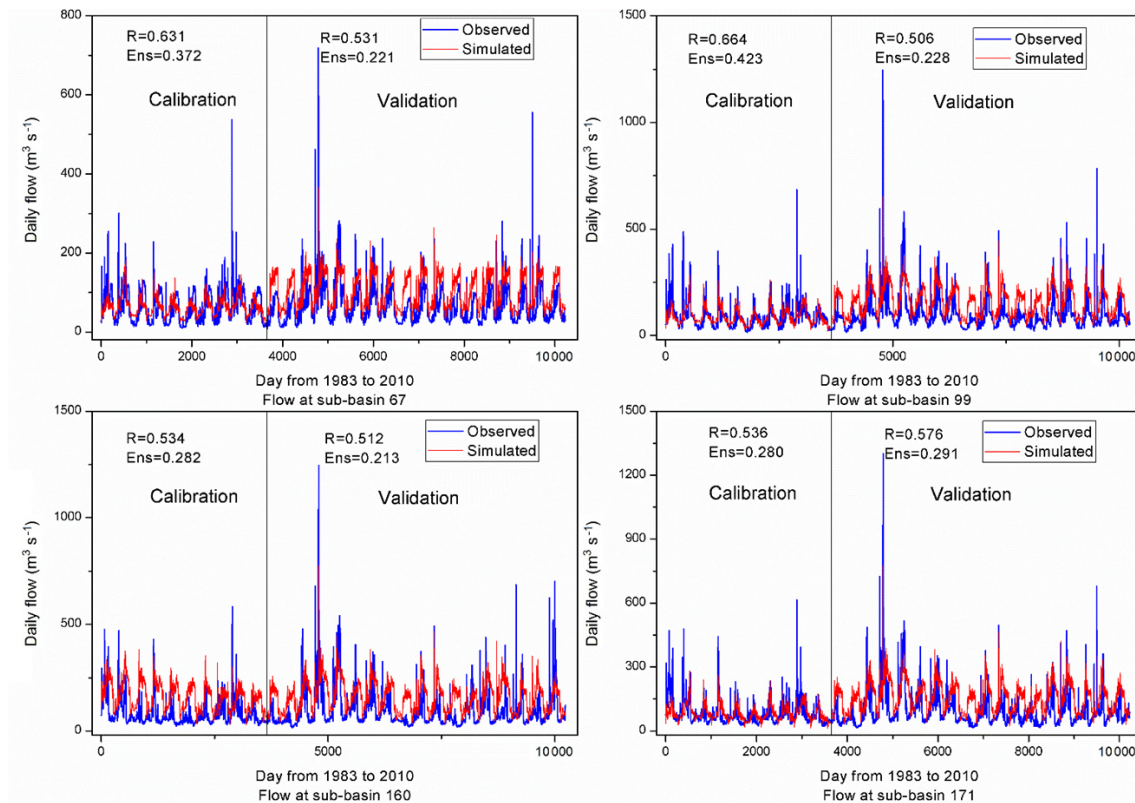 800
600
400
200
0
Daily flow (m³ s⁻¹)
R=0.631
Ens=0.372
R=0.531
Ens=0.221
Observed
Simulated
Calibration
Validation
0
2000
4000
6000
8000
10000
Day from 1983 to 2010
Flow at sub-basin 67
1500
1000
500
0
Daily flow (m³ s⁻¹)
R=0.664
Ens=0.423
R=0.506
Ens=0.228
Observed
Simulated
Calibration
Validation
0
5000
10000
Day from 1983 to 2010
Flow at sub-basin 99
1500
1000
500
0
Daily flow (m³ s⁻¹)
R=0.534
Ens=0.282
R=0.512
Ens=0.213
Observed
Simulated
Calibration
Validation
0
5000
10000
Day from 1983 to 2010
Flow at sub-basin 160
1500
1200
900
600
300
0
Daily flow (m³ s⁻¹)
R=0.536
Ens=0.280
R=0.576
Ens=0.291
Observed
Simulated
Calibration
Validation
0
2000
4000
6000
8000
10000
Day from 1983 to 2010
Flow at sub-basin 171